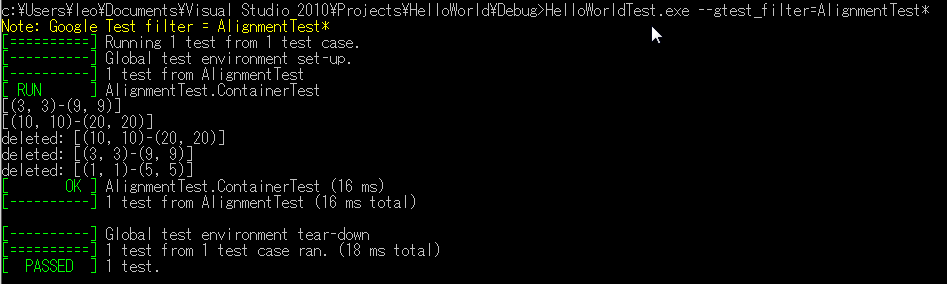 c:¥Users¥leo¥Documents¥Visual Studio 2010¥Projects¥HelloWorld¥Debug>HelloWorldTest.exe --gtest_filter=AlignmentTest*
Note: Google Test filter = AlignmentTest*
[==========] Running 1 test from 1 test case.
[----------] Global test environment set-up.
[----------] 1 test from AlignmentTest
[ RUN      ] AlignmentTest.ContainerTest
[(3, 3)-(9, 9)]
[(10, 10)-(20, 20)]
deleted: [(10, 10)-(20, 20)]
deleted: [(3, 3)-(9, 9)]
deleted: [(1, 1)-(5, 5)]
[       OK ] AlignmentTest.ContainerTest (16 ms)
[----------] 1 test from AlignmentTest (16 ms total)
[----------] Global test environment tear-down
[==========] 1 test from 1 test case ran. (18 ms total)
[  PASSED  ] 1 test.